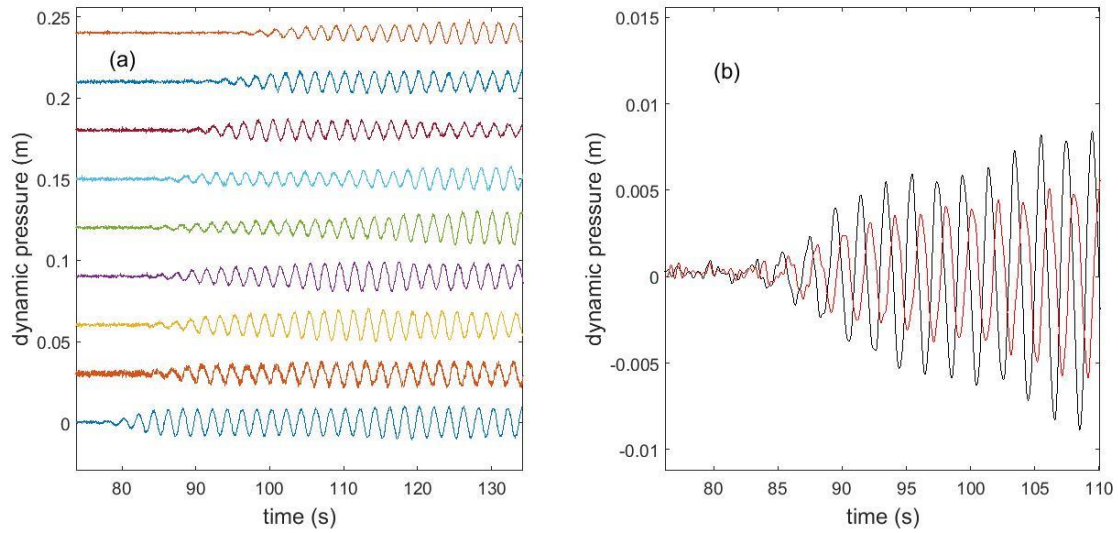 (a)
dynamic pressure (m)
0.25
0.2
0.15
0.1
0.05
0
80 90 100 110 120 130
time (s)
(b)
dynamic pressure (m)
0.015
0.01
0.005
0
-0.005
-0.01
80 85 90 95 100 105 110
time (s)